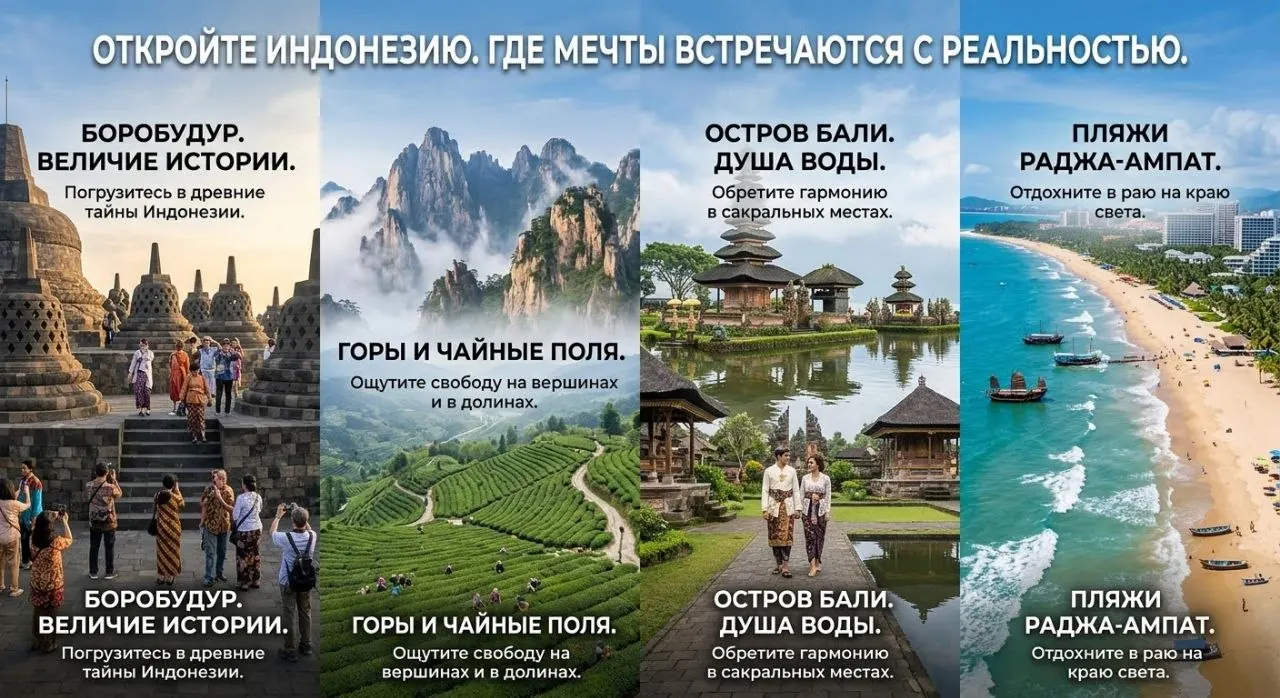 ОТКРОЙТЕ ИНДОНЕЗИЮ. ГДЕ МЕЧТЫ ВСТРЕЧАЮТСЯ С РЕАЛЬНОСТЬЮ.
БОРОБУДУР.
ВЕЛИЧИЕ ИСТОРИИ.
Погрузитесь в древние
тайны Индонезии.
БОРОБУДУР.
ВЕЛИЧИЕ ИСТОРИИ.
Погрузитесь в древние
тайны Индонезии.
ГОРЫ И ЧАЙНЫЕ ПОЛЯ.
Ощутите свободу на вершинах
и в долинах.
ГОРЫ И ЧАЙНЫЕ ПОЛЯ.
Ощутите свободу на
вершинах и в долинах.
ОСТРОВ БАЛИ.
ДУША ВОДЫ.
Обретите гармонию
в сакральных местах.
ОСТРОВ БАЛИ.
ДУША ВОДЫ.
Обретите гармонию
в сакральных местах.
ПЛЯЖИ
РАДЖА-АМПАТ.
Отдохните в раю на краю
света.
ПЛЯЖИ
РАДЖА-АМПАТ.
Отдохните в раю на
краю света.